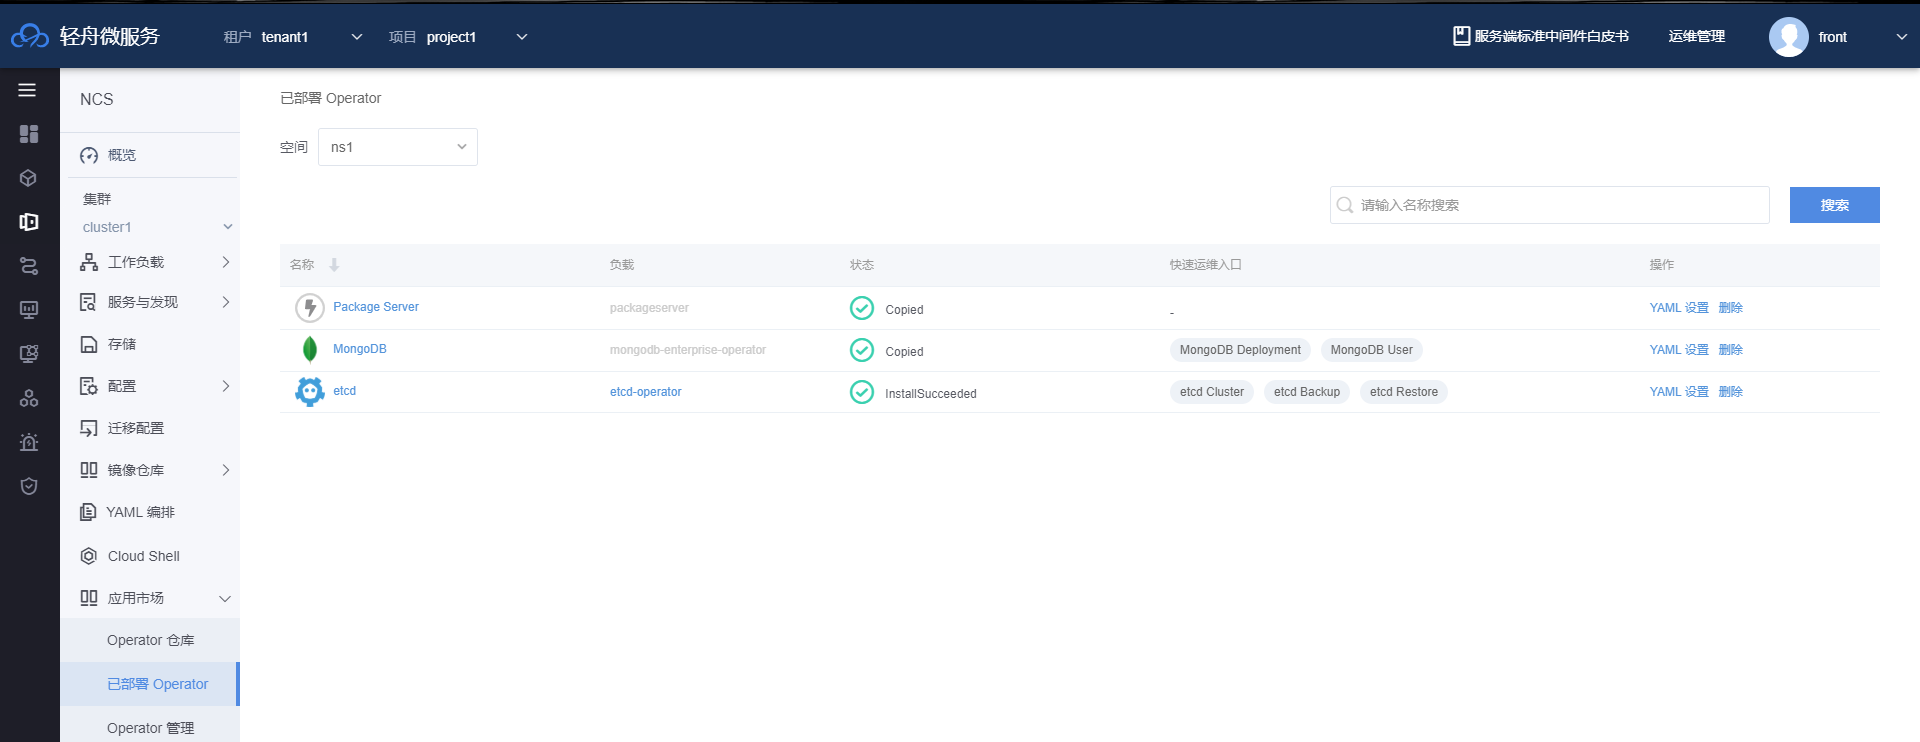 轻舟微服务 租户 tenant1 项目 project1 服务端标准中间件白皮书 运维管理 front
NCS
概览
集群
cluster1
工作负载
服务与发现
存储
配置
迁移配置
镜像仓库
YAML 编排
Cloud Shell
应用市场
Operator 仓库
已部署 Operator
Operator 管理
已部署 Operator
空间 ns1
请输入名称搜索 搜索
名称 负载 状态 快速运维入口 操作
Package Server packageserver Copied - YAML 设置 删除
MongoDB mongodb-enterprise-operator Copied MongoDB Deployment MongoDB User YAML 设置 删除
etcd etcd-operator InstallSucceeded etcd Cluster etcd Backup etcd Restore YAML 设置 删除